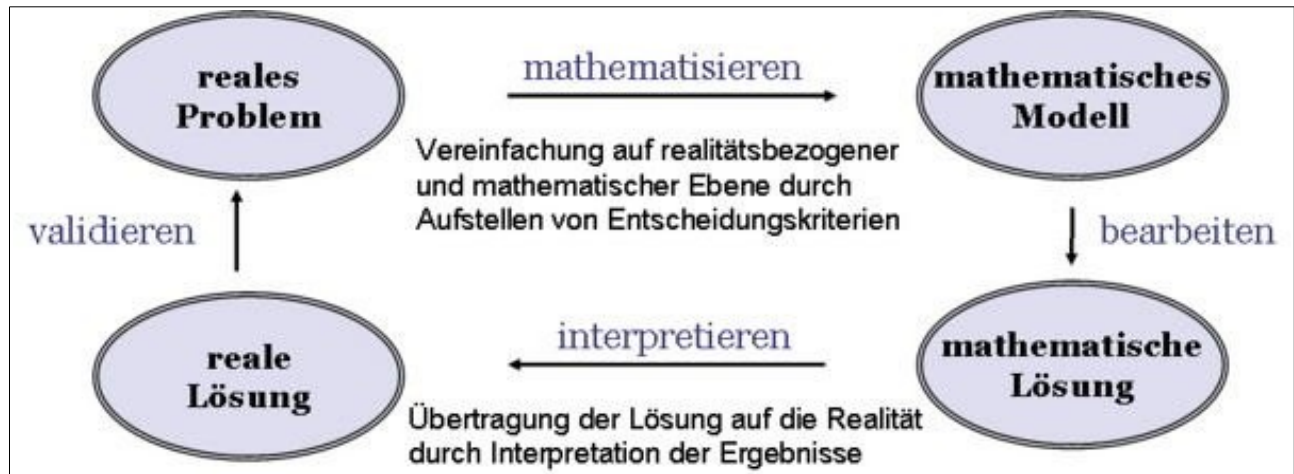 reales
Problem
mathematisieren
mathematisches
Modell
Vereinfachung auf realitätsbezogener
und mathematischer Ebene durch
Aufstellen von Entscheidungskriterien
validieren
bearbeiten
reale
Lösung
interpretieren
mathematische
Lösung
Übertragung der Lösung auf die Realität
durch Interpretation der Ergebnisse